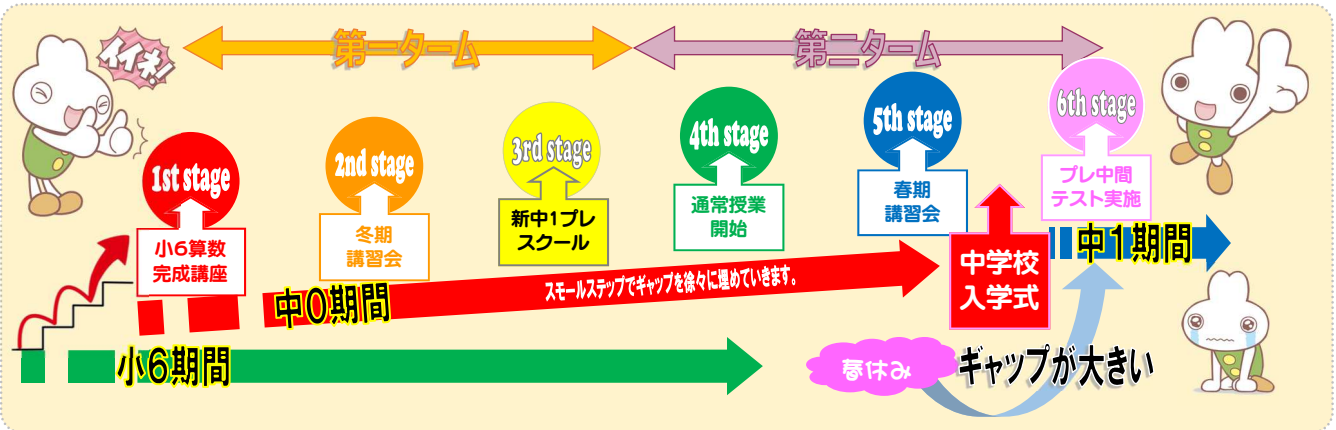 イイネ!
第一ターム
第二ターム
1st stage
小6算数
完成講座
2nd stage
冬期
講習会
3rd stage
新中1プレ
スクール
4th stage
通常授業
開始
5th stage
春期
講習会
6th stage
プレ中間
テスト実施
中学校
入学式
中1期間
中0期間
スモールステップでギャップを徐々に埋めていきます。
小6期間
春休み
ギャップが大きい